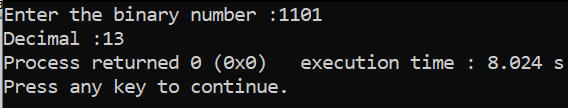 Enter the binary number :1101
Decimal :13
Process returned 0 (0x0)   execution time : 8.024 s
Press any key to continue.